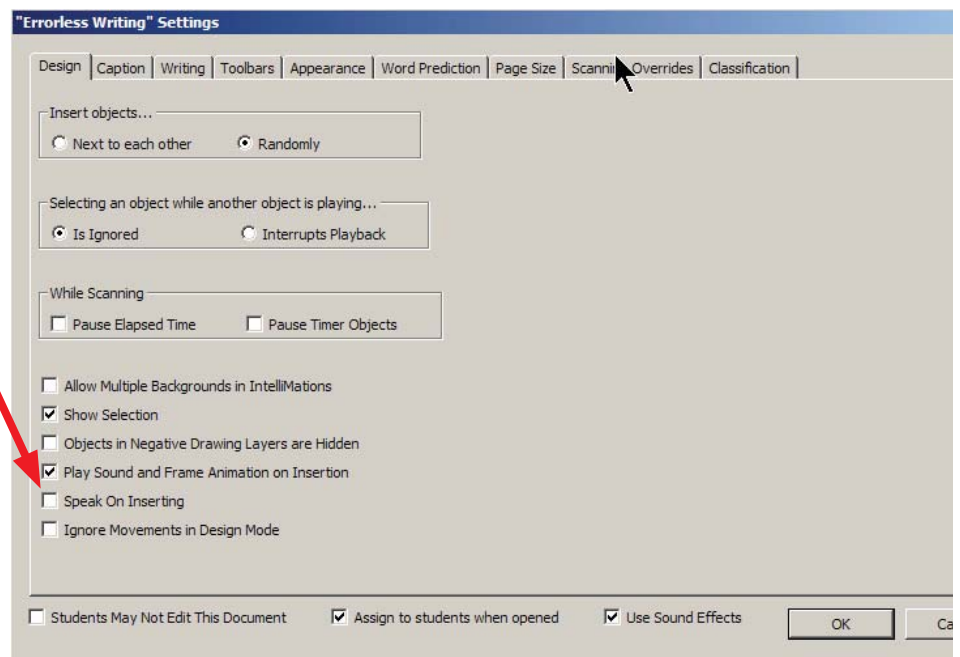 "Errorless Writing" Settings
Design Caption Writing Toolbars Appearance Word Prediction Page Size Scanning Overrides Classification
Insert objects...
Next to each other Randomly
Selecting an object while another object is playing...
Is Ignored Interrupts Playback
While Scanning
Pause Elapsed Time Pause Timer Objects
Allow Multiple Backgrounds in IntelliMations
Show Selection
Objects in Negative Drawing Layers are Hidden
Play Sound and Frame Animation on Insertion
Speak On Inserting
Ignore Movements in Design Mode
Students May Not Edit This Document Assign to students when opened Use Sound Effects OK Ca